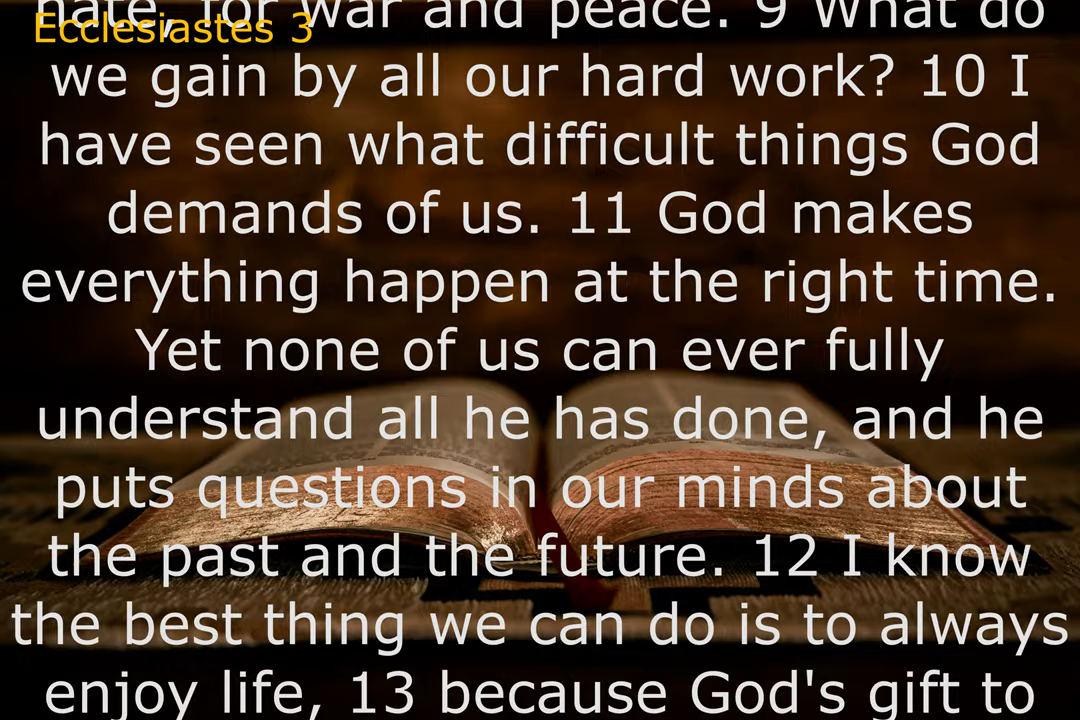 Ecclesiastes 3
hate, for war and peace. 9 What do
we gain by all our hard work? 10 I
have seen what difficult things God
demands of us. 11 God makes
everything happen at the right time.
Yet none of us can ever fully
understand all he has done, and he
puts questions in our minds about
the past and the future. 12 I know
the best thing we can do is to always
enjoy life, 13 because God's gift to